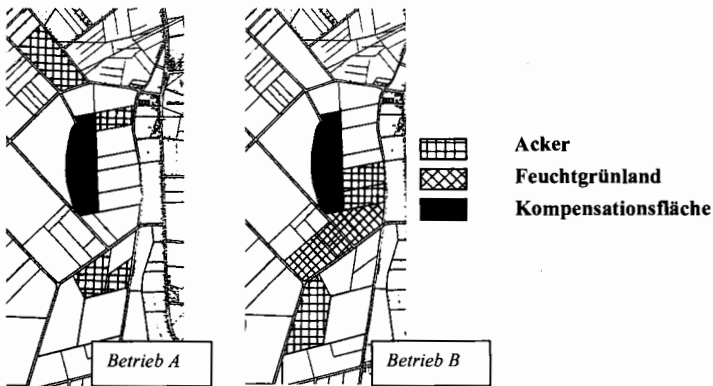 Acker
Feuchtgrünland
Kompensationsfläche
Betrieb A
Betrieb B